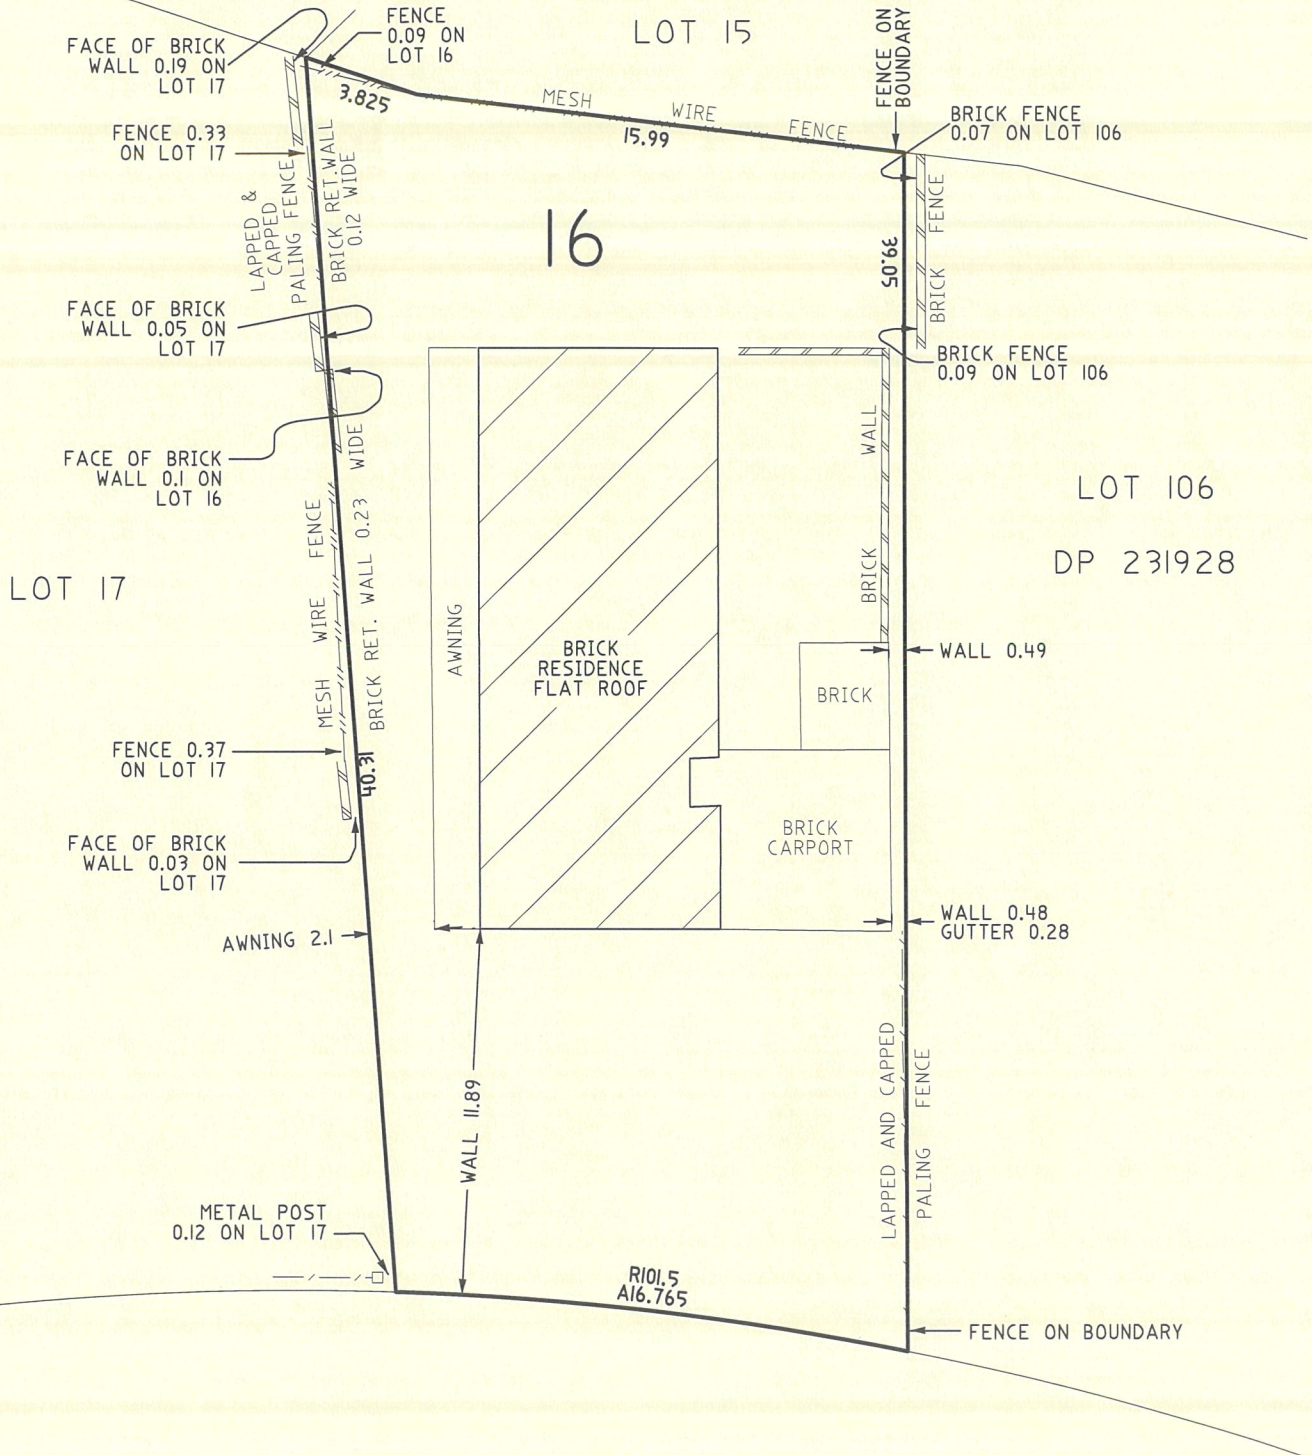 FACE OF BRICK
WALL 0.19 ON
LOT 17
FENCE
0.09 ON
LOT 16
LOT 15
FENCE ON
BOUNDARY
3.825
MESH WIRE FENCE
15.99
BRICK FENCE
0.07 ON LOT 106
FENCE 0.33
ON LOT 17
LAPPED &
CAPPED
PALING FENCE
BRICK RET.WALL
0.12 WIDE
16
39.05
BRICK FENCE
FACE OF BRICK
WALL 0.05 ON
LOT 17
BRICK FENCE
0.09 ON LOT 106
FACE OF BRICK
WALL 0.1 ON
LOT 16
LOT 17
MESH WIRE FENCE
BRICK RET. WALL 0.23 WIDE
40.31
AWNING
BRICK
RESIDENCE
FLAT ROOF
BRICK WALL
LOT 106
DP 231928
WALL 0.49
BRICK
FENCE 0.37
ON LOT 17
BRICK
CARPORT
FACE OF BRICK
WALL 0.03 ON
LOT 17
AWNING 2.1
WALL 0.48
GUTTER 0.28
WALL 11.89
LAPPED AND CAPPED
PALING FENCE
METAL POST
0.12 ON LOT 17
R101.5
A16.765
FENCE ON BOUNDARY